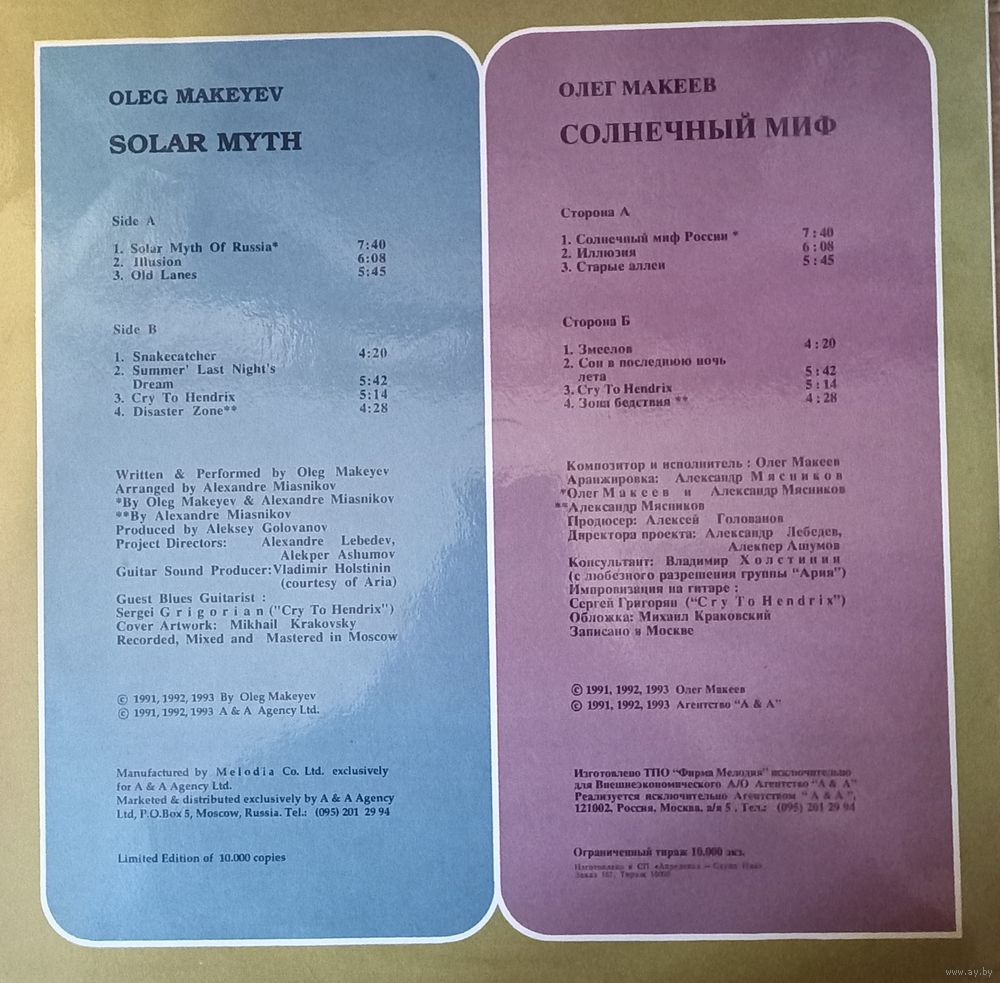 OLEG MAKEYEV
SOLAR MYTH
Side A
1. Solar Myth Of Russia* 7:40
2. Illusion 6:08
3. Old Lanes 5:45
Side B
1. Snakecatcher 4:20
2. Summer' Last Night's
Dream 5:42
3. Cry To Hendrix 5:14
4. Disaster Zone** 4:28
Written & Performed by Oleg Makeyev
Arranged by Alexandre Miasnikov
*By Oleg Makeyev & Alexandre Miasnikov
**By Alexandre Miasnikov
Produced by Aleksey Golovanov
Project Directors: Alexandre Lebedev,
Alekper Ashumov
Guitar Sound Producer:Vladimir Holstinin
(courtesy of Aria)
Guest Blues Guitarist :
Sergei G r i g o r i a n ("Cry To Hendrix")
Cover Artwork: Mikhail Krakovsky
Recorded, Mixed and Mastered in Moscow
© 1991, 1992, 1993 By Oleg Makeyev
© 1991, 1992, 1993 A & A Agency Ltd.
Manufactured by M e l o d i a Co. Ltd. exclusively
for A & A Agency Ltd.
Marketed & distributed exclusively by A & A Agency
Ltd, P.O.Box 5, Moscow, Russia. Tel.: (095) 201 29 94
Limited Edition of 10.000 copies
ОЛЕГ МАКЕЕВ
СОЛНЕЧНЫЙ МИФ
Сторона А
1. Солнечный миф России * 7:40
2. Иллюзия 6:08
3. Старые аллеи 5:45
Сторона Б
1. Змеелов 4:20
2. Сон в последнюю ночь
лета 5:42
3. Cry To Hendrix 5:14
4. Зона бедствия ** 4:28
Композитор и исполнитель : Олег Макеев
Аранжировка: Александр М я с н и к о в
*Олег М а к е е в и Александр Мясников
**Александр Мясников
Продюсер: Алексей Голованов
Директора проекта: Александр Лебедев,
Алекпер Ашумов
Консультант: Владимир Х о л с т и н и н
(с любезного разрешения группы “Ария”)
Импровизация на гитаре :
Сергей Григорян (“C r y T o H e n d r i x”)
Обложка: Михаил Краковский
Записано в Москве
© 1991, 1992, 1993 Олег Макеев
© 1991, 1992, 1993 Агентство “А & А”
Изготовлено ТПО “Фирма Мелодия” исключительно
для Внешнеэкономического А/О Агентство “А & А”
Реализуется исключительно Агентством “ А & А ”,
121002, Россия, Москва, а/я 5 . Тел.: (095) 201 29 94
Ограниченный тираж 10.000 экз.
Изготовлено в СП «Апрелевка —
Заказ Тираж 10000
www.ay.by